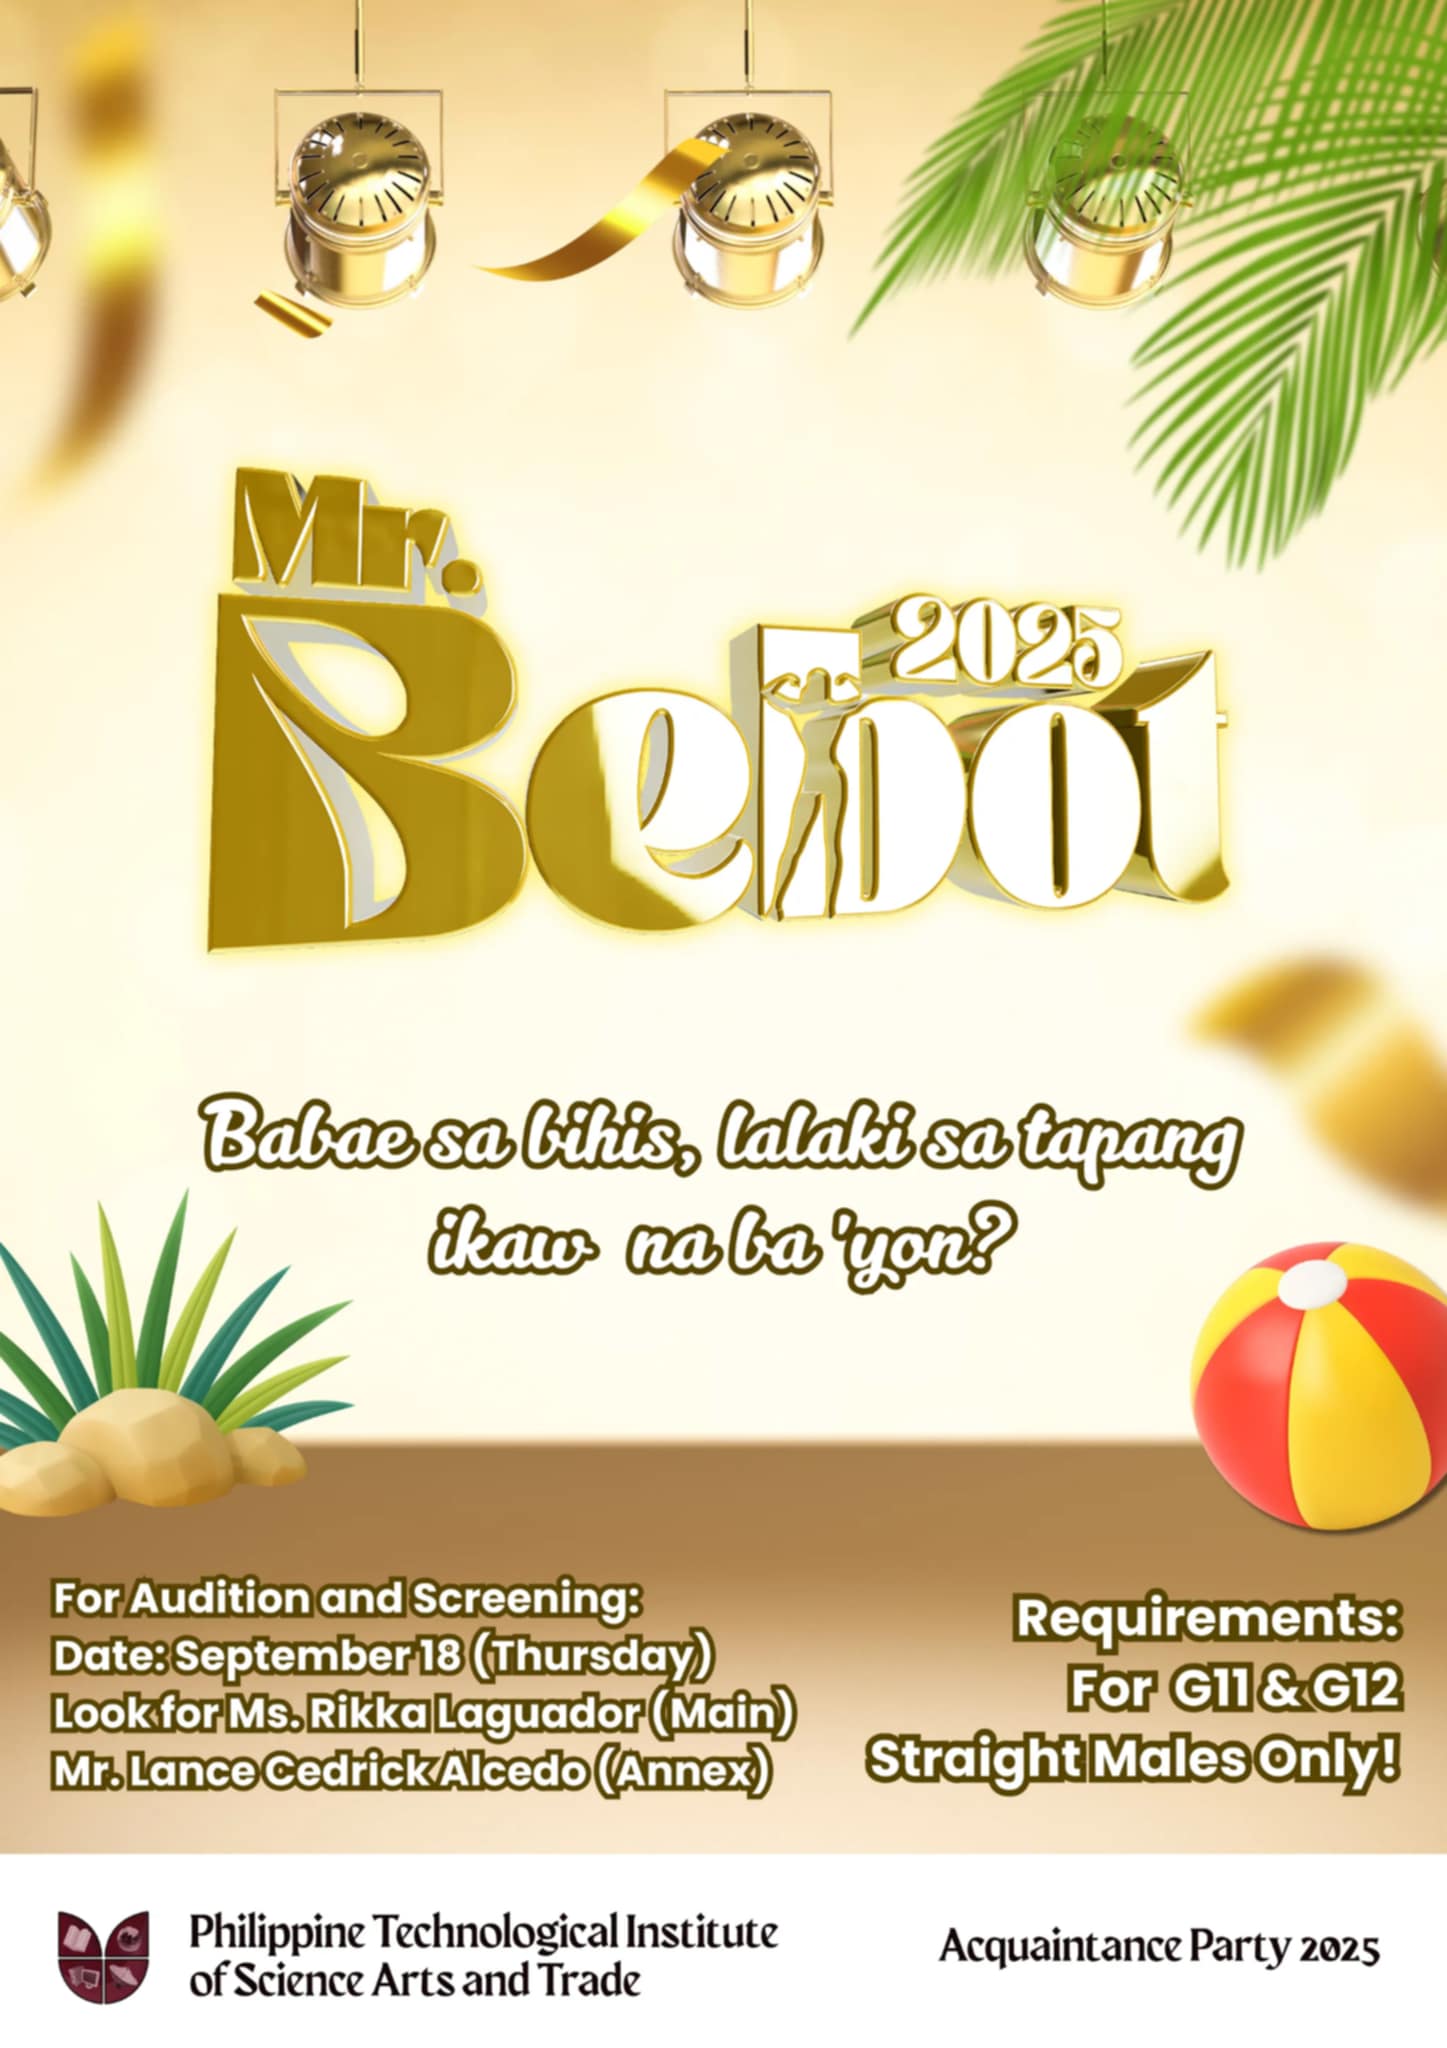 Mr.
Bebot
2025
Babae sa bihis, lalaki sa tapang
ikaw na ba 'yon?
For Audition and Screening:
Date: September 18 (Thursday)
Look for Ms. Rikka Laguador (Main)
Mr. Lance Cedrick Alcedo (Annex)
Requirements:
For G11 & G12
Straight Males Only!
Philippine Technological Institute
of Science Arts and Trade
Acquaintance Party 2025